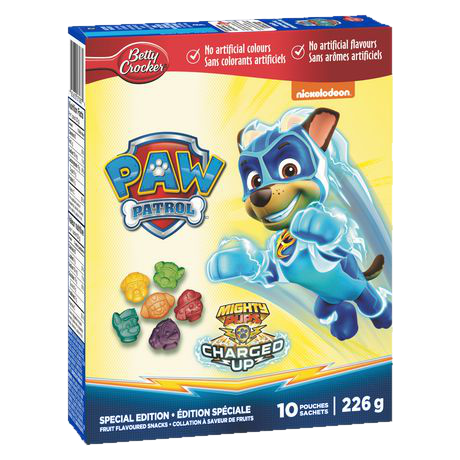 Betty
Crocker
No artificial colours
Sans colorants artificiels
No artificial flavours
Sans arômes artificiels
nickelodeon
PAW
PATROL
MIGHTY
PUPS
CHARGED
UP
SPECIAL EDITION • ÉDITION SPÉCIALE
FRUIT FLAVOURED SNACKS • COLLATION À SAVEUR DE FRUITS
10 POUCHES
SACHETS
226 g